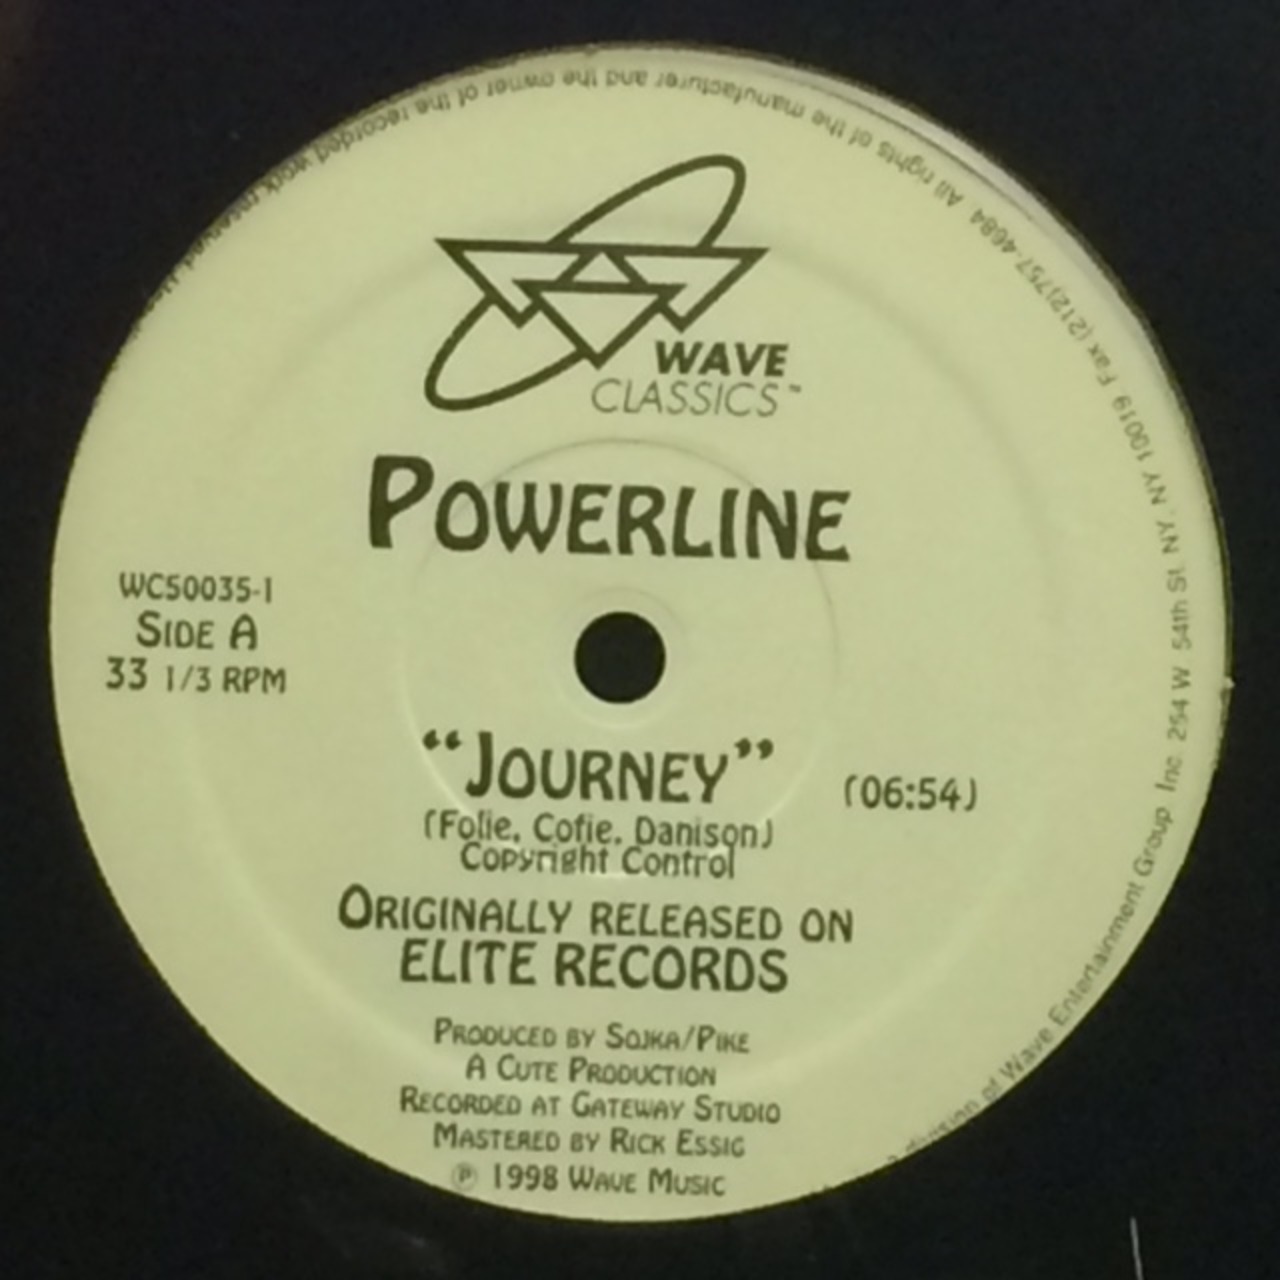 WAVE
CLASSICS™
POWERLINE
WC50035-1
SIDE A
33 1/3 RPM
“JOURNEY”
(06:54)
(Folie, Cofie, Danison)
Copyright Control
ORIGINALLY RELEASED ON
ELITE RECORDS
PRODUCED BY SOJKA/PIKE
A CUTE PRODUCTION
RECORDED AT GATEWAY STUDIO
MASTERED BY RICK ESSIG
℗ 1998 WAVE MUSIC
a division of Wave Entertainment Group Inc. 254 W 54th St. NY, NY 10019 Fax (212)757-4684 All rights of the manufacturer and the owner of the recorded work reserved.